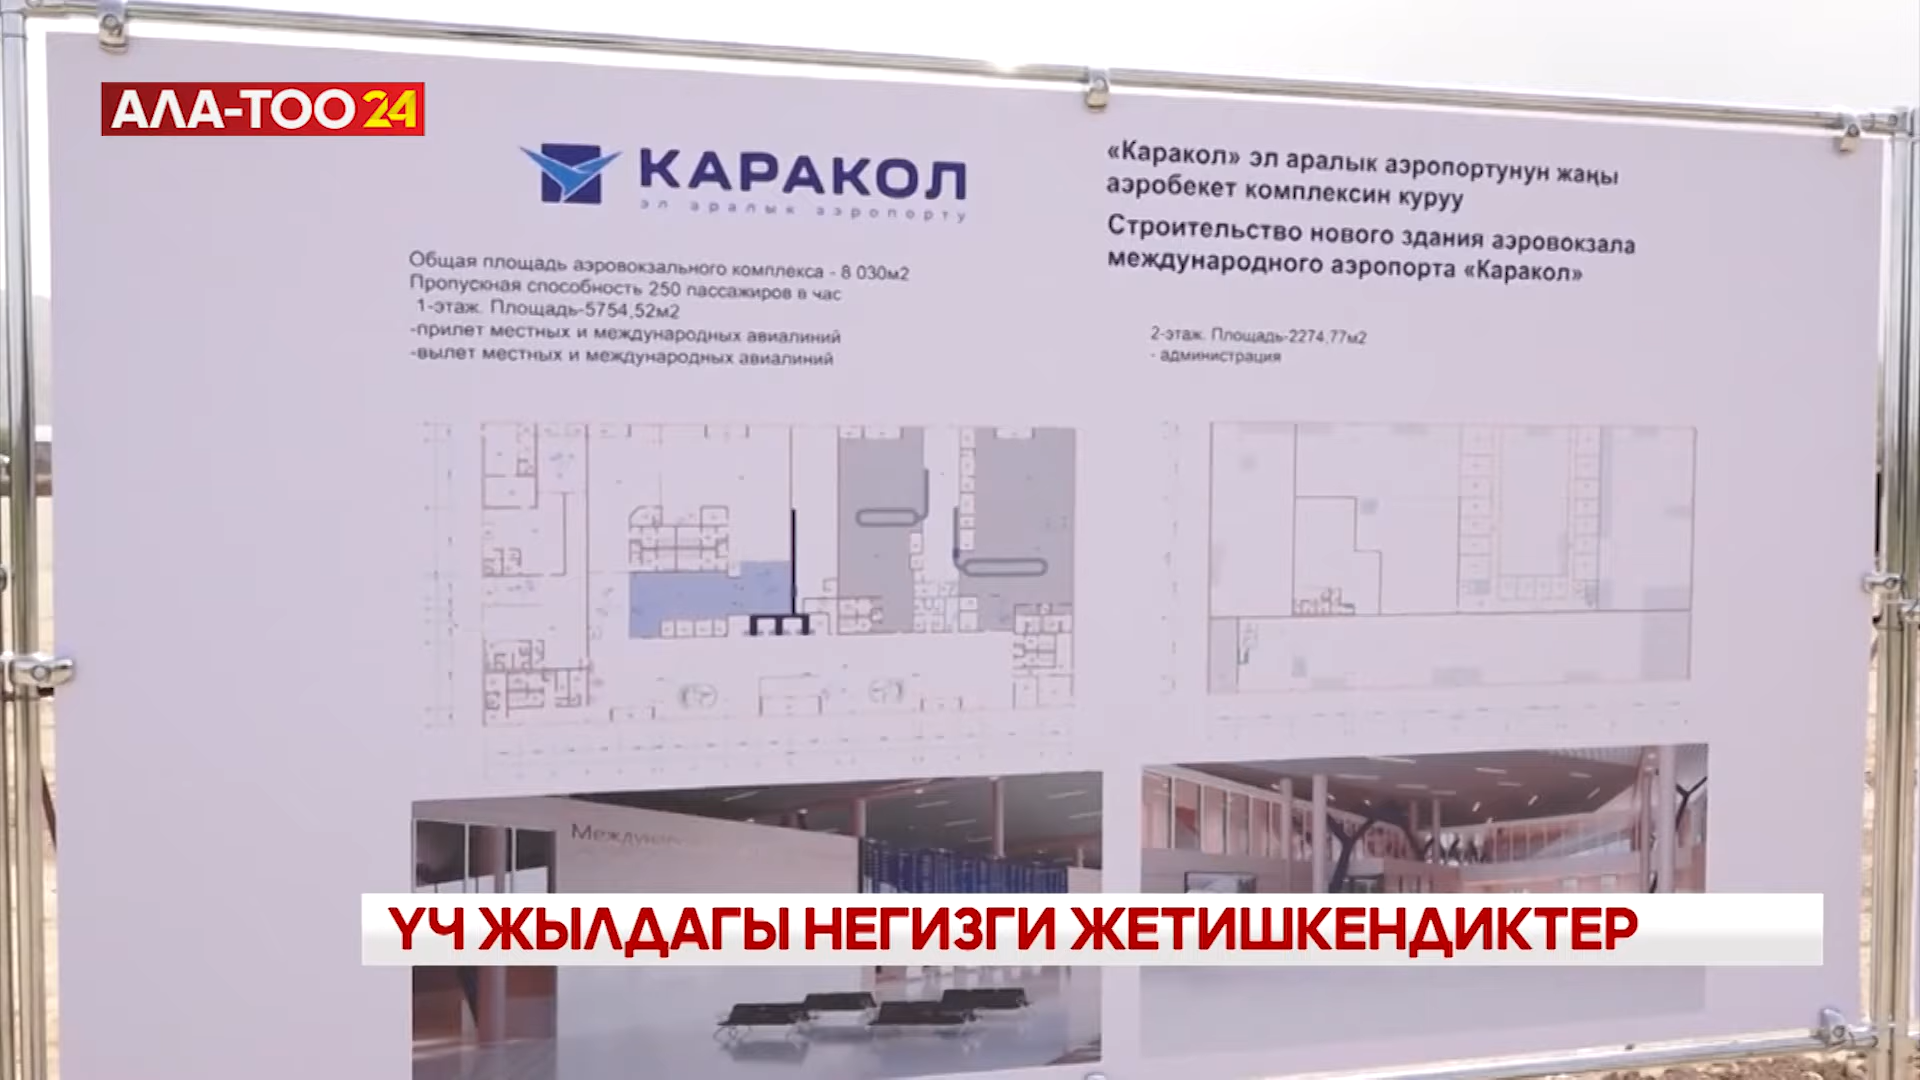 АЛА-ТОО 24
КАРАКОЛ
эл аралык аэропорту
Общая площадь аэровокзального комплекса - 8 030м2
Пропускная способность 250 пассажиров в час
1-этаж. Площадь-5754,52м2
-прилет местных и международных авиалиний
-вылет местных и международных авиалиний
«Каракол» эл аралык аэропортунун жаңы
аэробекет комплексин куруу
Строительство нового здания аэровокзала
международного аэропорта «Каракол»
2-этаж. Площадь-2274,77м2
- администрация
ҮЧ ЖЫЛДАГЫ НЕГИЗГИ ЖЕТИШКЕНДИКТЕР